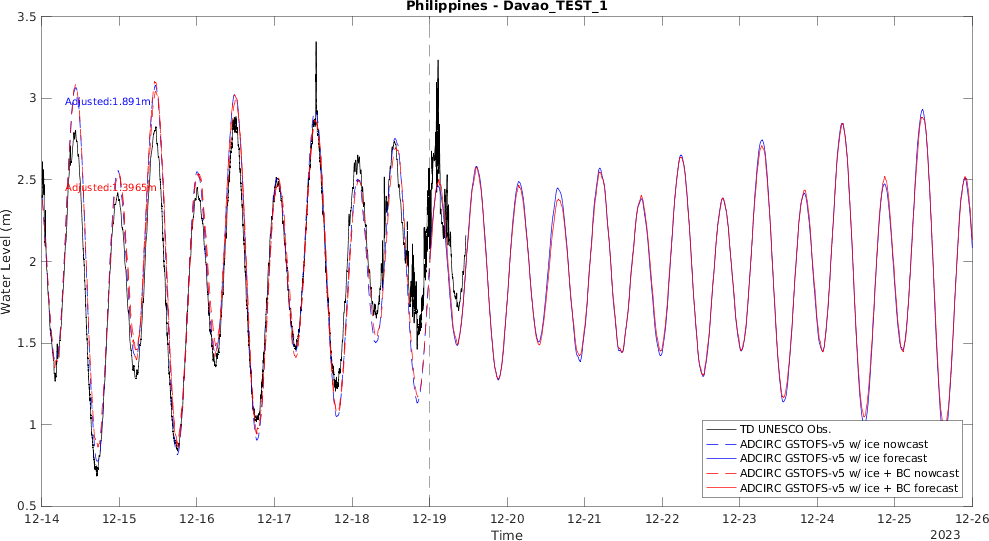 Philippines - Davao_TEST_1
3.5
3
2.5
2
1.5
1
0.5
Water Level (m)
Adjusted:1.891m
Adjusted:1.3965m
TD UNESCO Obs.
ADCIRC GSTOFS-v5 w/ ice nowcast
ADCIRC GSTOFS-v5 w/ ice forecast
ADCIRC GSTOFS-v5 w/ ice + BC nowcast
ADCIRC GSTOFS-v5 w/ ice + BC forecast
12-14 12-15 12-16 12-17 12-18 12-19 12-20 12-21 12-22 12-23 12-24 12-25 12-26
Time
2023